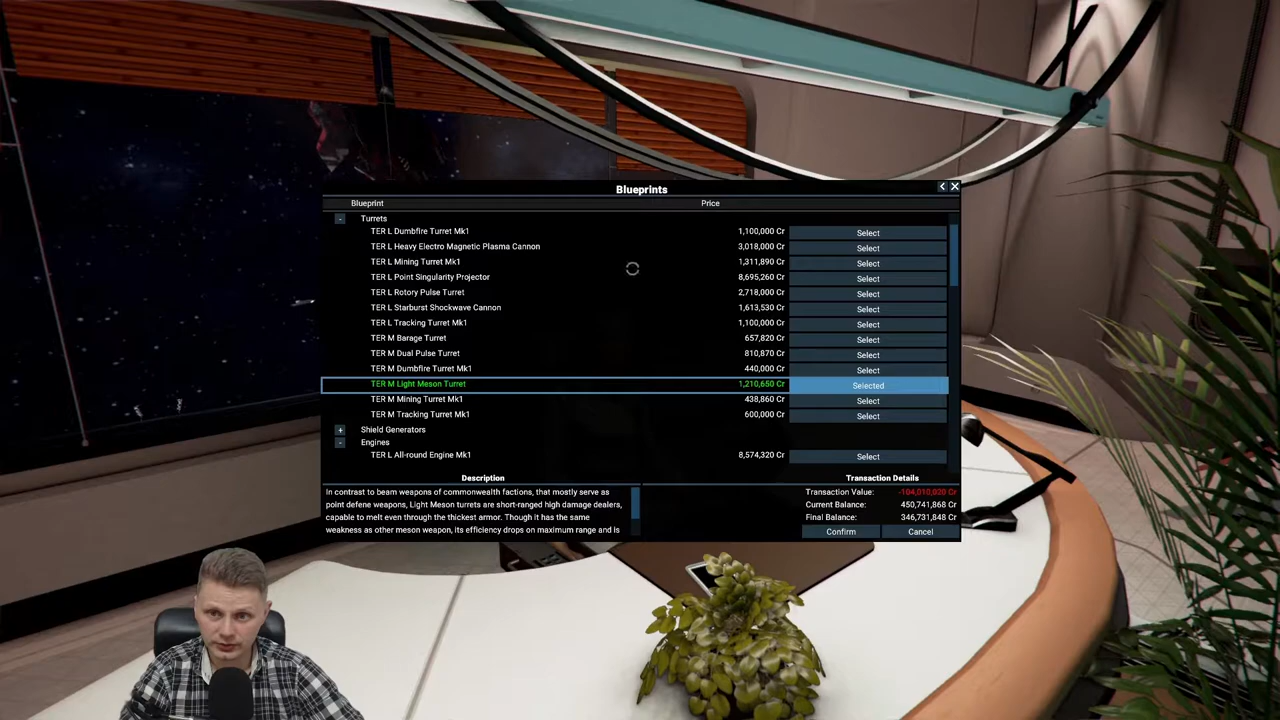 Blueprints
Blueprint Price
- Turrets
TER L Dumbfire Turret Mk1 1,100,000 Cr Select
TER L Heavy Electro Magnetic Plasma Cannon 3,018,000 Cr Select
TER L Mining Turret Mk1 1,311,890 Cr Select
TER L Point Singularity Projector 8,695,260 Cr Select
TER L Rotory Pulse Turret 2,718,000 Cr Select
TER L Starburst Shockwave Cannon 1,613,530 Cr Select
TER L Tracking Turret Mk1 1,100,000 Cr Select
TER M Barage Turret 657,820 Cr Select
TER M Dual Pulse Turret 810,870 Cr Select
TER M Dumbfire Turret Mk1 440,000 Cr Select
TER M Light Meson Turret 1,210,650 Cr Selected
TER M Mining Turret Mk1 438,860 Cr Select
TER M Tracking Turret Mk1 600,000 Cr Select
+ Shield Generators
- Engines
TER L All-round Engine Mk1 8,574,320 Cr Select
Description
In contrast to beam weapons of commonwealth factions, that mostly serve as
point defene weapons, Light Meson turrets are short-ranged high damage dealers,
capable to melt even through the thickest armor. Though it has the same
weakness as other meson weapon, its efficiency drops on maximum range and is
Transaction Details
Transaction Value: -104,010,020 Cr
Current Balance: 450,741,868 Cr
Final Balance: 346,731,848 Cr
Confirm Cancel